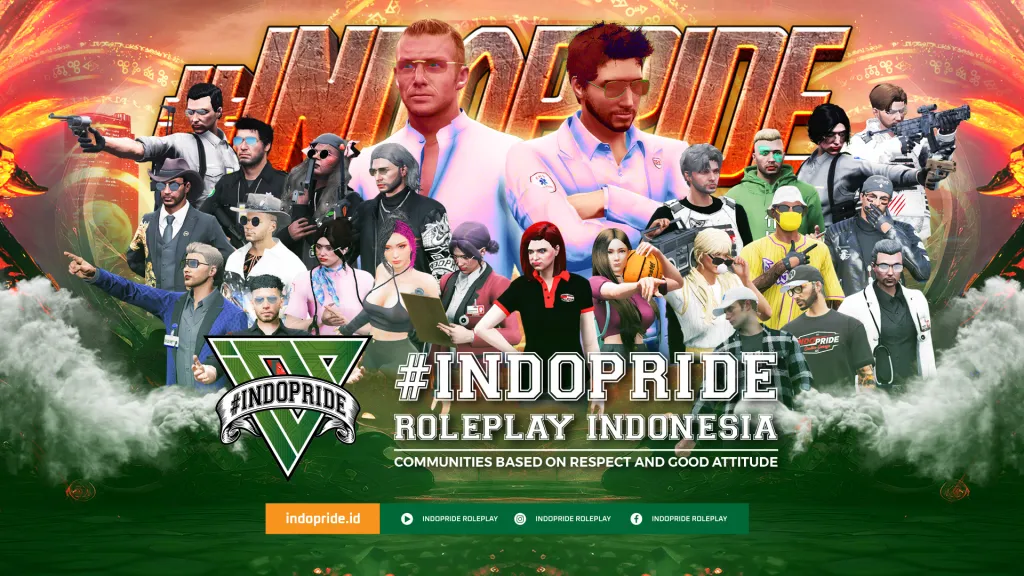 #INDOPRIDE
#INDOPRIDE
#INDOPRIDE
ROLEPLAY INDONESIA
COMMUNITIES BASED ON RESPECT AND GOOD ATTITUDE
INDOPRIDE
indopride.id
INDOPRIDE ROLEPLAY
INDOPRIDE ROLEPLAY
INDOPRIDE ROLEPLAY